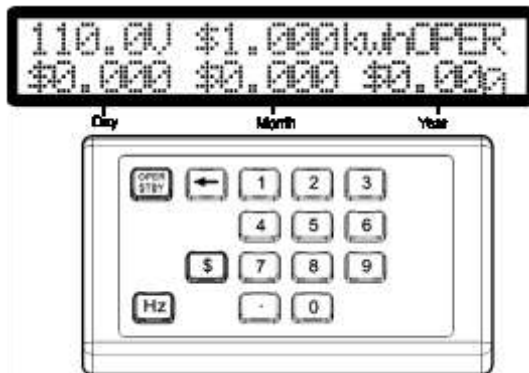 110.0V $1.000kwhOPER
$0.000 $0.000 $0.000
Day Month Year
OPER STBY ← 1 2 3
4 5 6
$ 7 8 9
Hz . 0